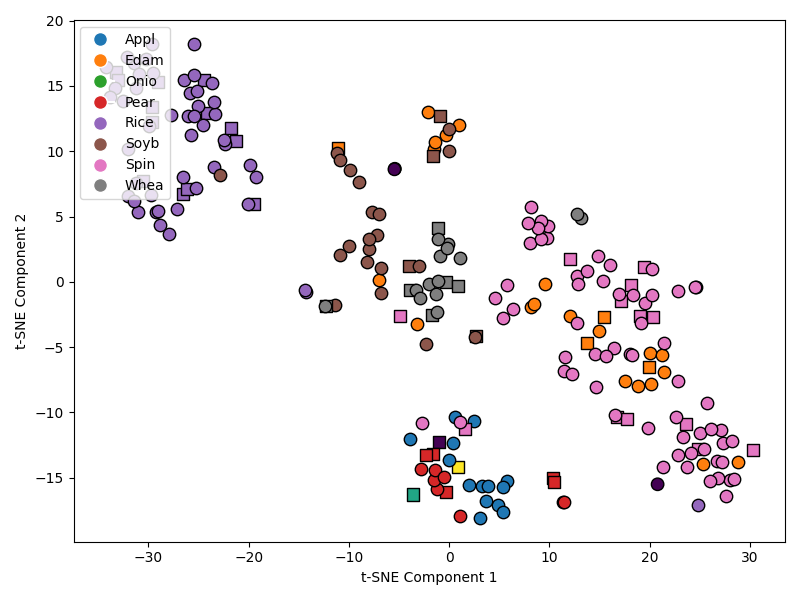 20
15
10
5
0
−5
−10
−15
t-SNE Component 2
Appl
Edam
Onio
Pear
Rice
Soyb
Spin
Whea
−30
−20
−10
0
10
20
30
t-SNE Component 1